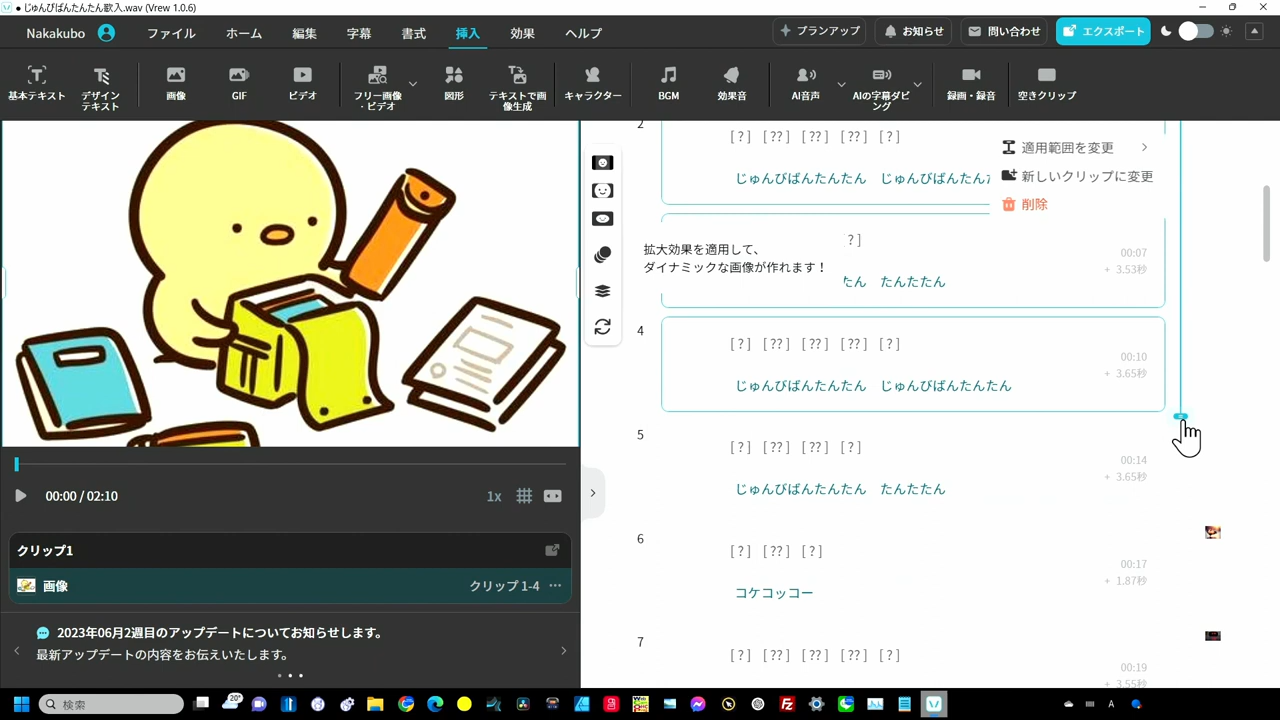 ● じゅんびぱんたんたん歌入.wav (Vrew 1.0.6)
Nakakubo ファイル ホーム 編集 字幕 書式 挿入 効果 ヘルプ プランアップ お知らせ 問い合わせ エクスポート
基本テキスト デザインテキスト 画像 GIF ビデオ フリー画像・ビデオ 図形 テキストで画像生成 キャラクター BGM 効果音 AI音声 AIの字幕ダビング 録画・録音 空きクリップ
2
[ ? ] [ ?? ] [ ?? ] [ ?? ] [ ? ]
じゅんびぱんたんたん じゅんびぱんたん
適用範囲を変更
新しいクリップに変更
削除
? ]
00:07
+ 3.53秒
拡大効果を適用して、
ダイナミックな画像が作れます！
たん たんたたん
4
[ ? ] [ ?? ] [ ?? ] [ ?? ] [ ? ]
00:10
+ 3.65秒
じゅんびぱんたんたん じゅんびぱんたんたん
5
[ ? ] [ ?? ] [ ?? ] [ ? ]
00:14
+ 3.65秒
じゅんびぱんたんたん たんたたん
6
[ ? ] [ ?? ] [ ? ]
00:17
+ 1.87秒
コケコッコー
7
[ ? ] [ ?? ] [ ?? ] [ ?? ] [ ? ]
00:19
+ 3.55秒
00:00 / 02:10
1x
クリップ1
画像 クリップ 1-4 ···
2023年06月2週目のアップデートについてお知らせします。
最新アップデートの内容をお伝えいたします。
検索
20°
A